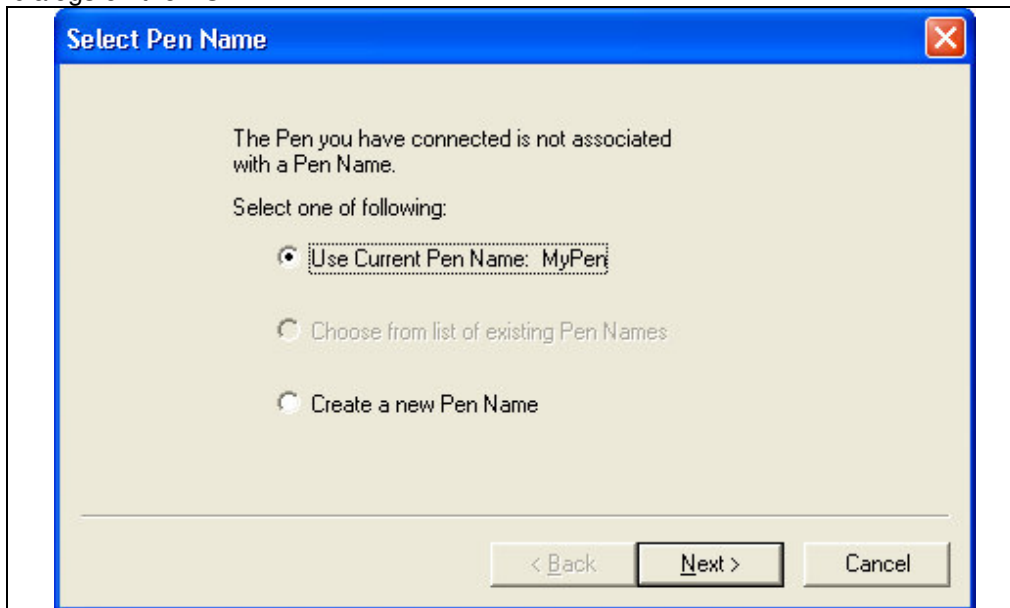 Select Pen Name
The Pen you have connected is not associated
with a Pen Name.
Select one of following:
Use Current Pen Name: MyPen
Choose from list of existing Pen Names
Create a new Pen Name
< Back
Next >
Cancel